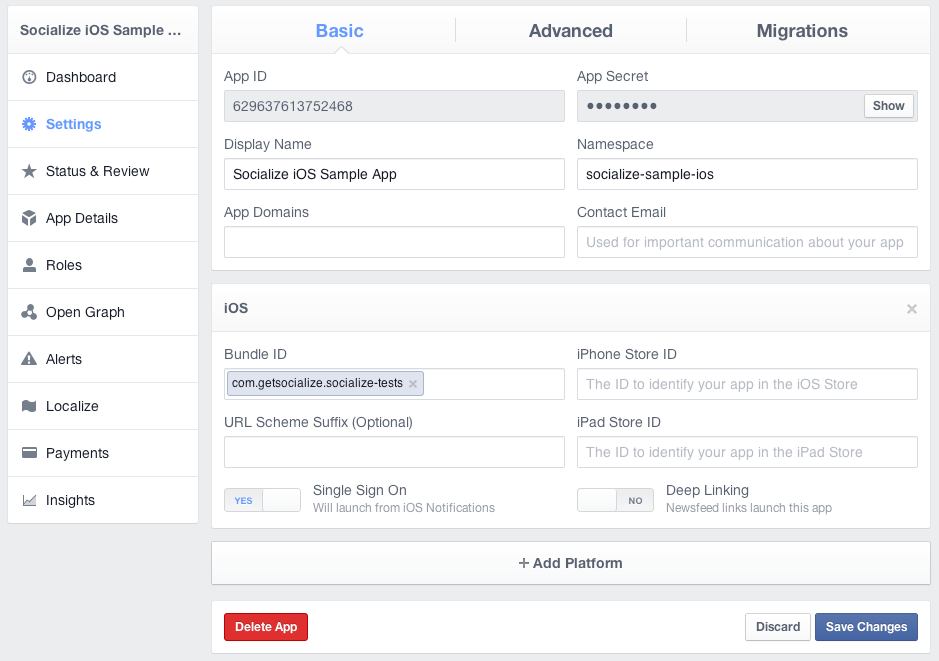 Socialize iOS Sample ...
Dashboard
Settings
Status & Review
App Details
Roles
Open Graph
Alerts
Localize
Payments
Insights
Basic Advanced Migrations
App ID App Secret
629637613752468 •••••••• Show
Display Name Namespace
Socialize iOS Sample App socialize-sample-ios
App Domains Contact Email
Used for important communication about your app
iOS ×
Bundle ID iPhone Store ID
com.getsocialize.socialize-tests × The ID to identify your app in the iOS Store
URL Scheme Suffix (Optional) iPad Store ID
The ID to identify your app in the iPad Store
YES Single Sign On NO Deep Linking
Will launch from iOS Notifications Newsfeed links launch this app
+ Add Platform
Delete App Discard Save Changes